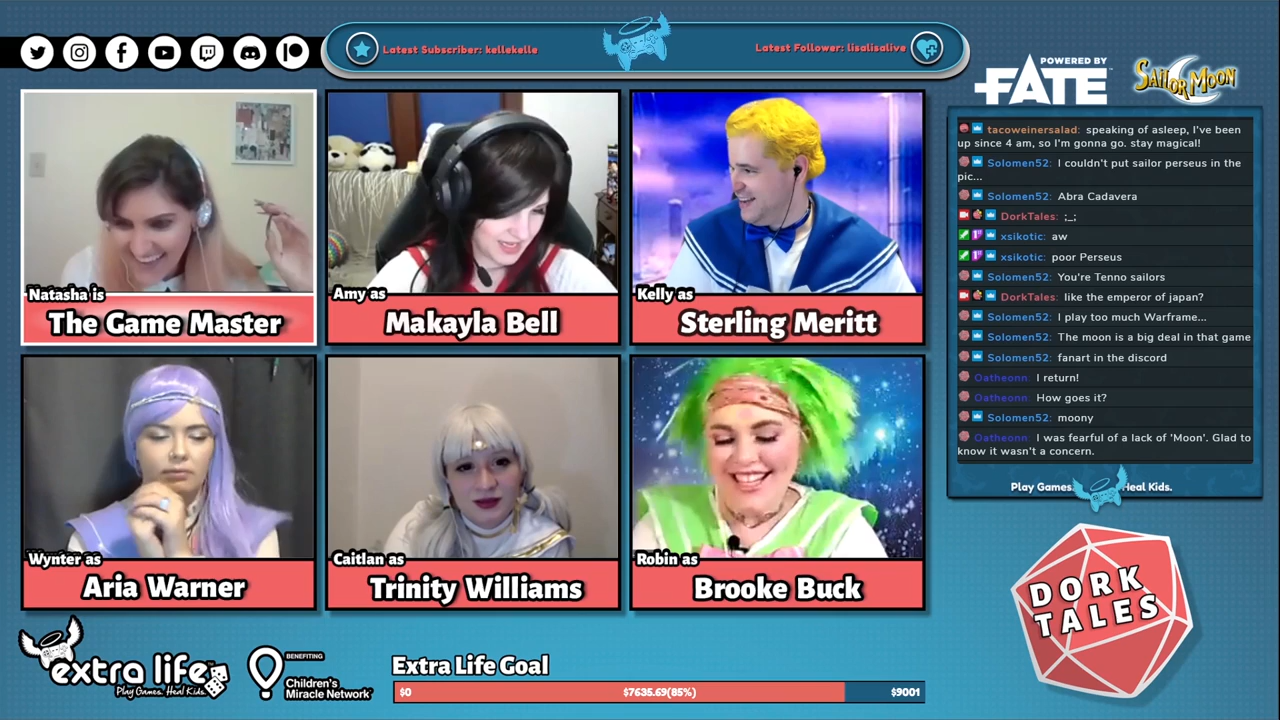 Latest Subscriber: kellekelle
Latest Follower: lisalisalive
POWERED BY
FATE™
SAILOR MOON
Natasha is
The Game Master
Amy as
Makayla Bell
Kelly as
Sterling Meritt
Wynter as
Aria Warner
Caitlan as
Trinity Williams
Robin as
Brooke Buck
tacoweinersalad: speaking of asleep, I've been
up since 4 am, so I'm gonna go. stay magical!
Solomen52: I couldn't put sailor perseus in the
pic...
Solomen52: Abra Cadavera
DorkTales: ;_;
xsikotic: aw
xsikotic: poor Perseus
Solomen52: You're Tenno sailors
DorkTales: like the emperor of japan?
Solomen52: I play too much Warframe...
Solomen52: The moon is a big deal in that game
Solomen52: fanart in the discord
Oatheonn: I return!
Oatheonn: How goes it?
Solomen52: moony
Oatheonn: I was fearful of a lack of 'Moon'. Glad to
know it wasn't a concern.
Play Games. Heal Kids.
DORK
TALES
extra life
Play Games. Heal Kids.
BENEFITING
Children's
Miracle Network
Extra Life Goal
$0
$7635.69(85%)
$9001